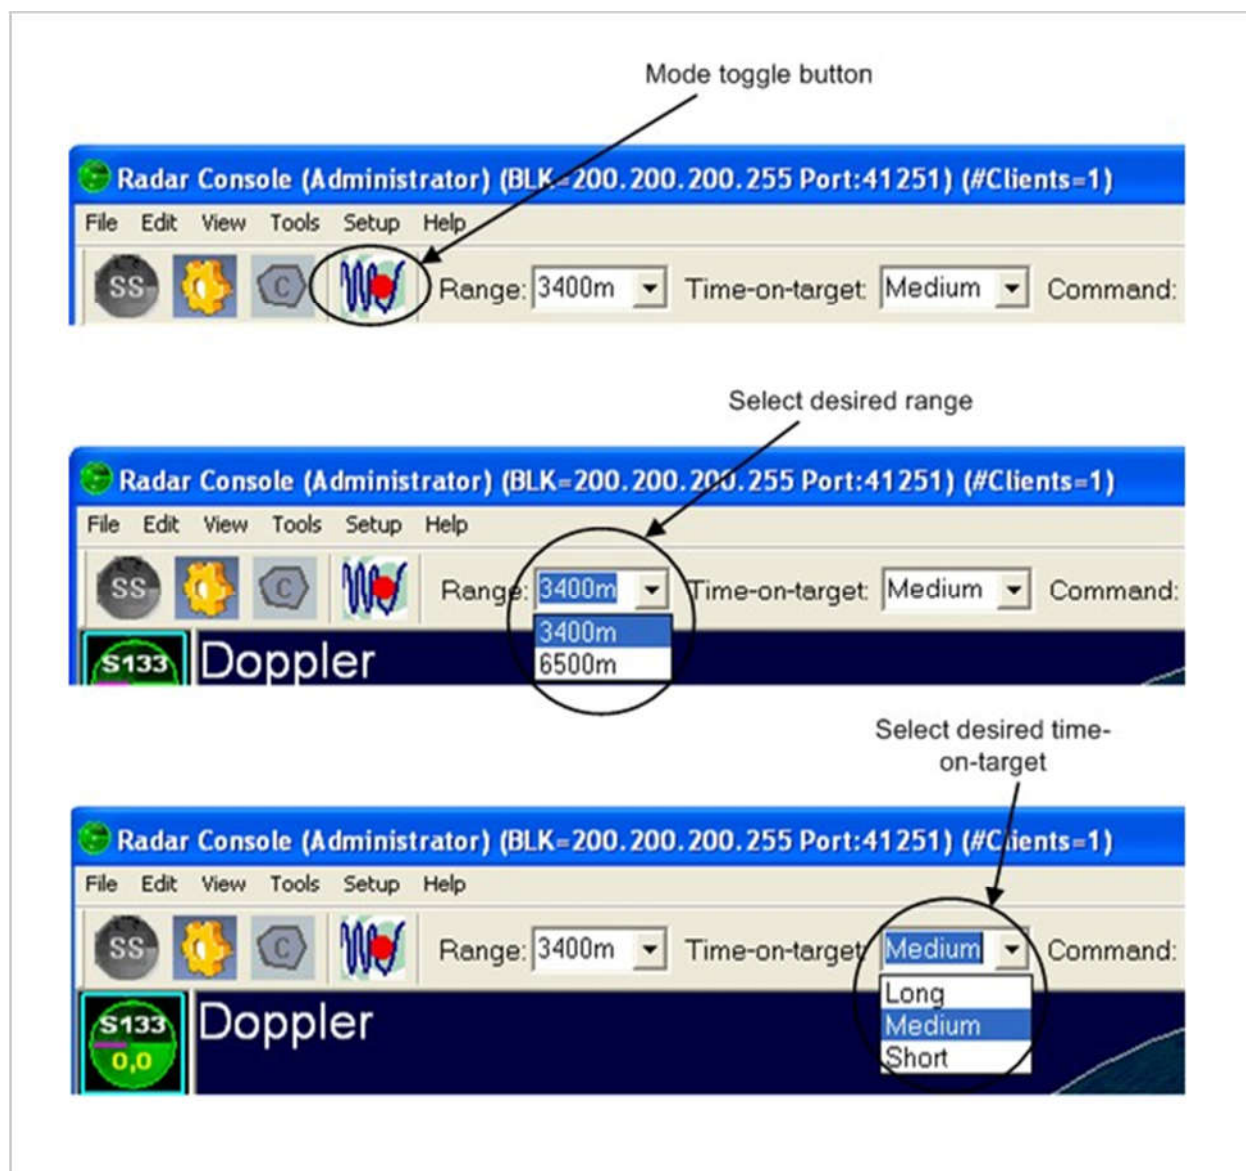 Mode toggle button
Radar Console (Administrator) (BLK=200.200.200.255 Port:41251) (#Clients=1)
File Edit View Tools Setup Help
SS C Range: 3400m Time-on-target: Medium Command:
Select desired range
Radar Console (Administrator) (BLK=200.200.200.255 Port:41251) (#Clients=1)
File Edit View Tools Setup Help
SS C Range: 3400m Time-on-target: Medium Command:
3400m
S133 Doppler 6500m
Select desired time-
on-target
Radar Console (Administrator) (BLK=200.200.200.255 Port:41251) (#Clients=1)
File Edit View Tools Setup Help
SS C Range: 3400m Time-on-target: Medium Command:
Long
S133 Doppler Medium
0,0 Short